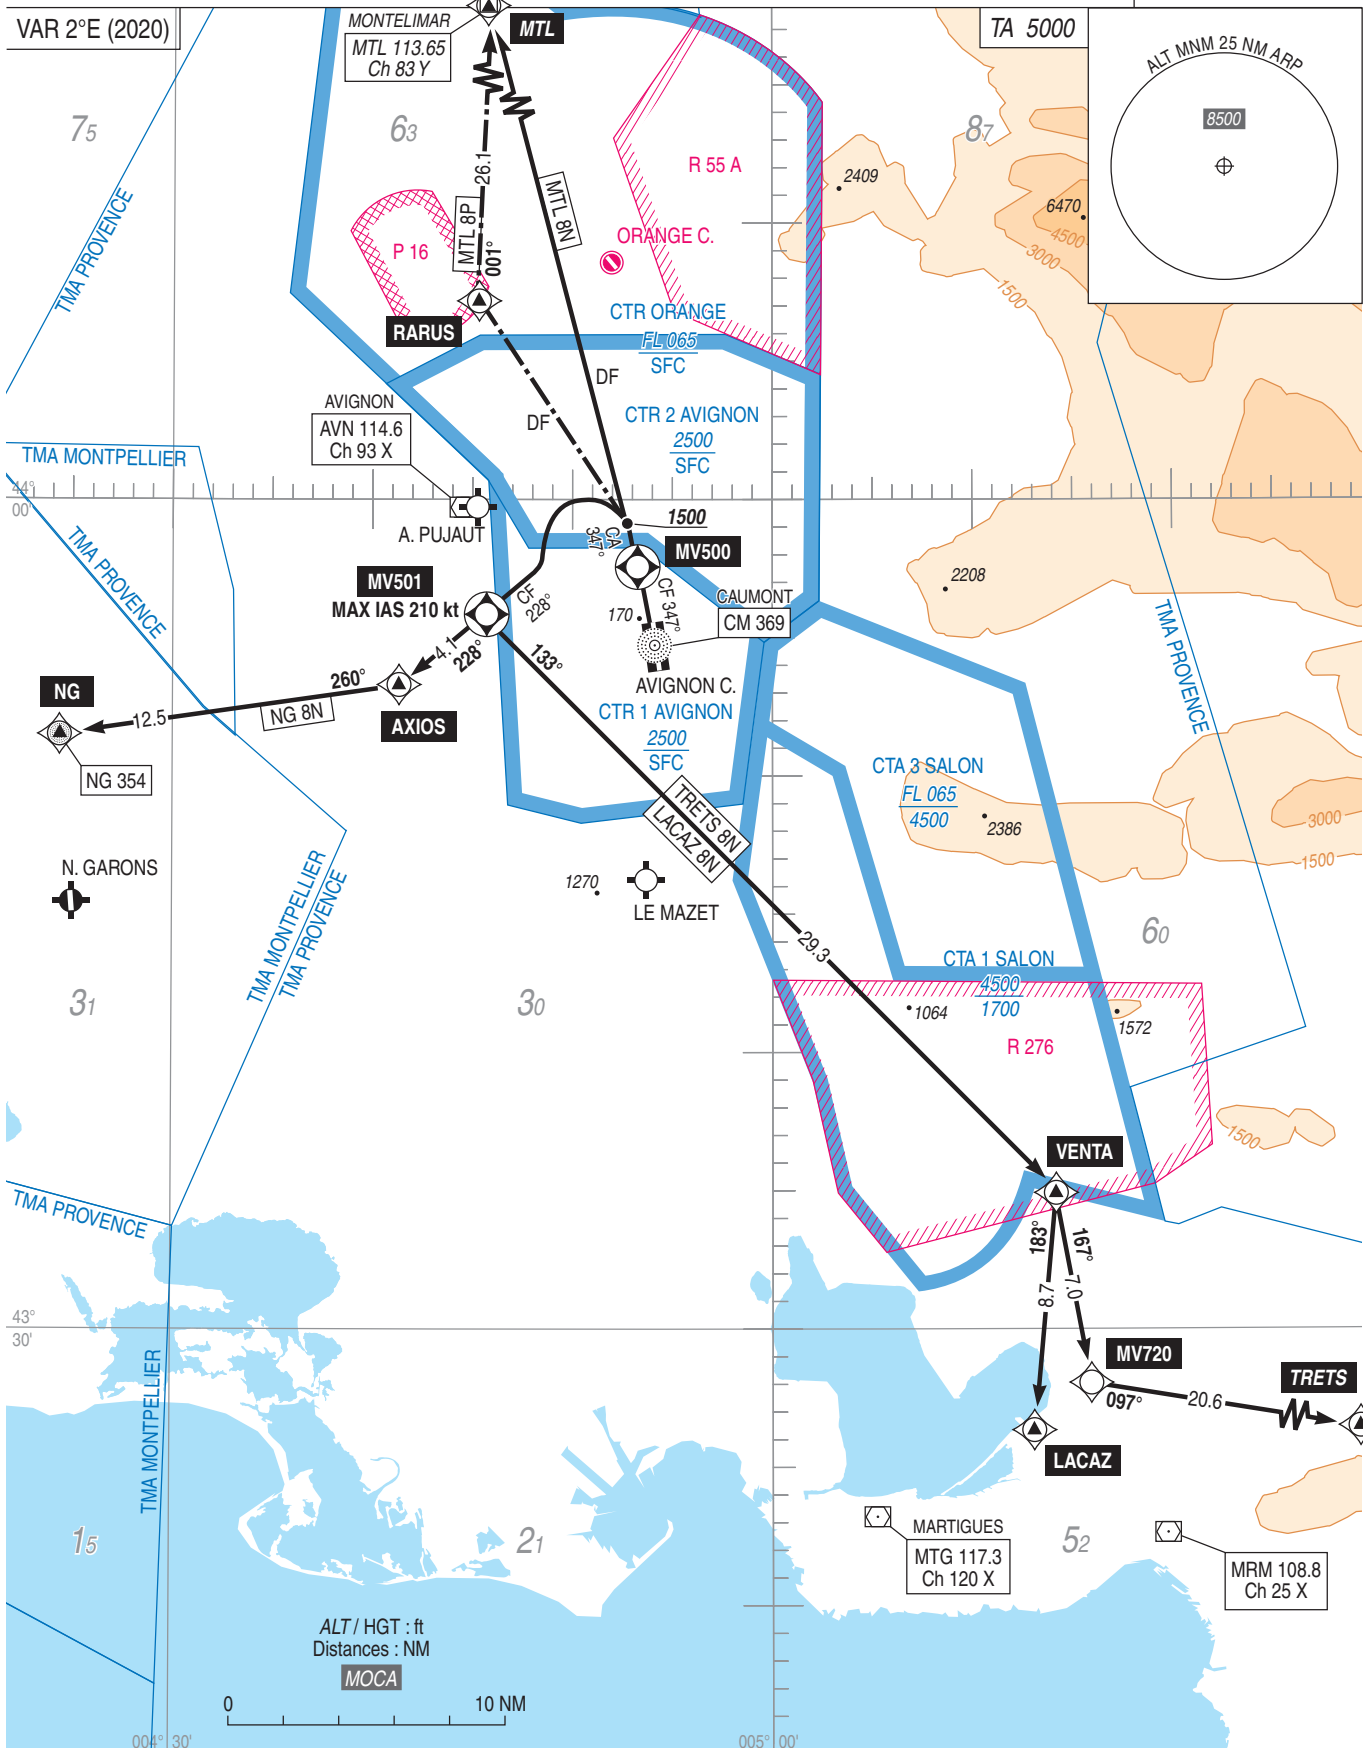 VAR 2°E (2020)
MONTELIMAR
MTL 113.65
Ch 83 Y
MTL
TA 5000
ALT MNM 25 NM ARP
8500
75
63
87
TMA PROVENCE
26.1
MTL 8P
001°
MTL 8N
P 16
R 55 A
ORANGE C.
2409
6470
4500
3000
1500
RARUS
CTR ORANGE
FL 065
SFC
DF
DF
AVIGNON
AVN 114.6
Ch 93 X
CTR 2 AVIGNON
2500
SFC
TMA MONTPELLIER
44°
00'
TMA PROVENCE
A. PUJAUT
1500
CA
347°
MV500
MV501
MAX IAS 210 kt
CF
228°
CF 347°
170
CAUMONT
CM 369
2208
TMA PROVENCE
4.1
228°
133°
260°
NG
12.5
NG 8N
AXIOS
NG 354
AVIGNON C.
CTR 1 AVIGNON
2500
SFC
TRETS 8N
LACAZ 8N
CTA 3 SALON
FL 065
4500
2386
3000
1500
N. GARONS
1270
LE MAZET
TMA MONTPELLIER
TMA PROVENCE
29.3
60
CTA 1 SALON
4500
1700
31
30
1064
1572
R 276
1500
VENTA
TMA PROVENCE
183°
167°
8.7
7.0
43°
30'
TMA MONTPELLIER
MV720
097°
20.6
TRETS
LACAZ
15
21
52
MARTIGUES
MTG 117.3
Ch 120 X
MRM 108.8
Ch 25 X
ALT / HGT : ft
Distances : NM
MOCA
0
10 NM
004° 30'
005° 00'